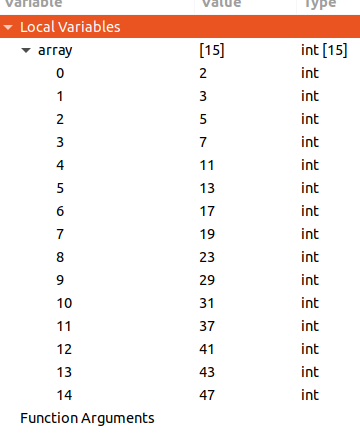 Variable Value Type
Local Variables
array [15] int [15]
0 2 int
1 3 int
2 5 int
3 7 int
4 11 int
5 13 int
6 17 int
7 19 int
8 23 int
9 29 int
10 31 int
11 37 int
12 41 int
13 43 int
14 47 int
Function Arguments